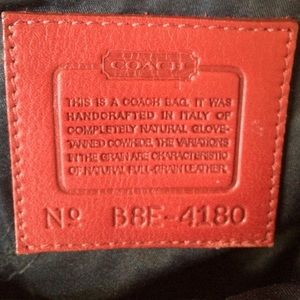 COACH
THIS IS A COACH BAG. IT WAS
HANDCRAFTED IN ITALY OF
COMPLETELY NATURAL GLOVE-
TANNED COWHIDE. THE VARIATIONS
IN THE GRAIN ARE CHARACTERISTIC
OF NATURAL FULL-GRAIN LEATHER.
Nº B8E-4180